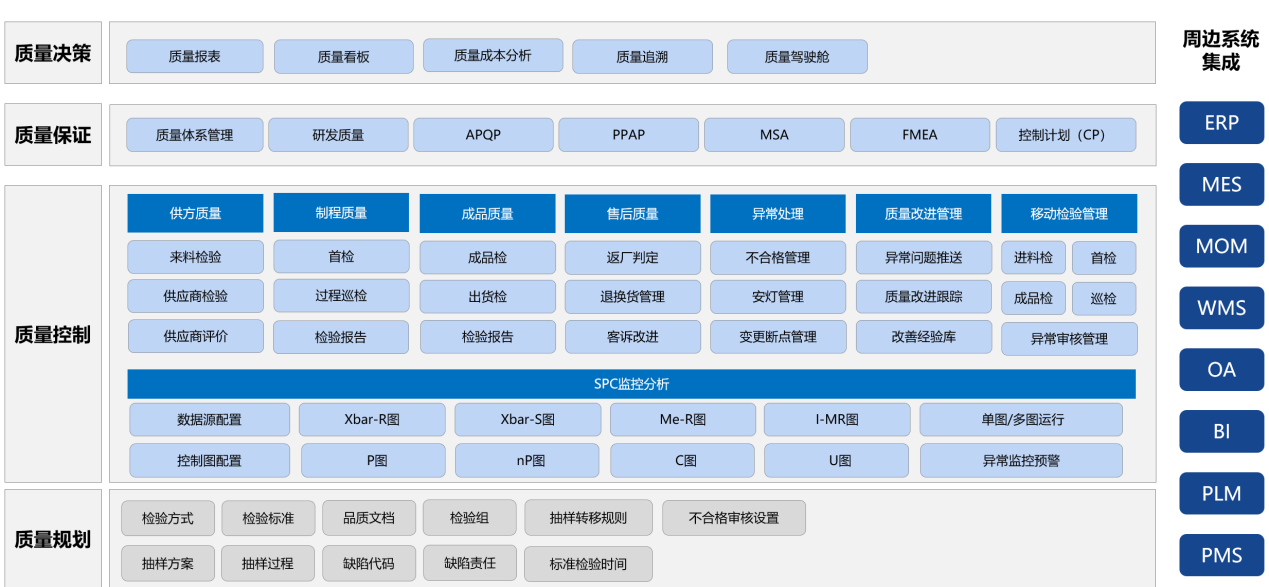 质量决策
质量报表
质量看板
质量成本分析
质量追溯
质量驾驶舱
周边系统
集成
质量保证
质量体系管理
研发质量
APQP
PPAP
MSA
FMEA
控制计划（CP）
质量控制
供方质量
制程质量
成品质量
售后质量
异常处理
质量改进管理
移动检验管理
来料检验
首检
成品检
返厂判定
不合格管理
异常问题推送
进料检
首检
供应商检验
过程巡检
出货检
退换货管理
安灯管理
质量改进跟踪
成品检
巡检
供应商评价
检验报告
检验报告
客诉改进
变更断点管理
改善经验库
异常审核管理
SPC监控分析
数据源配置
Xbar-R图
Xbar-S图
Me-R图
I-MR图
单图/多图运行
控制图配置
P图
nP图
C图
U图
异常监控预警
质量规划
检验方式
检验标准
品质文档
检验组
抽样转移规则
不合格审核设置
抽样方案
抽样过程
缺陷代码
缺陷责任
标准检验时间
ERP
MES
MOM
WMS
OA
BI
PLM
PMS